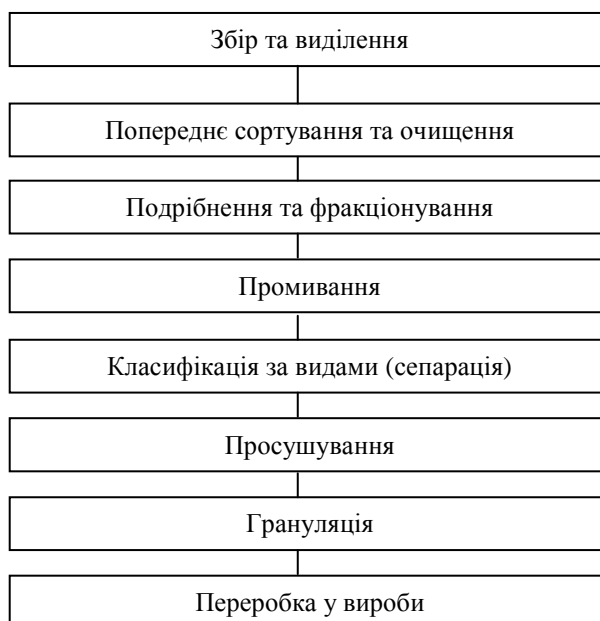 Збір та виділення
Попереднє сортування та очищення
Подрібнення та фракціонування
Промивання
Класифікація за видами (сепарація)
Просушування
Грануляція
Переробка у вироби